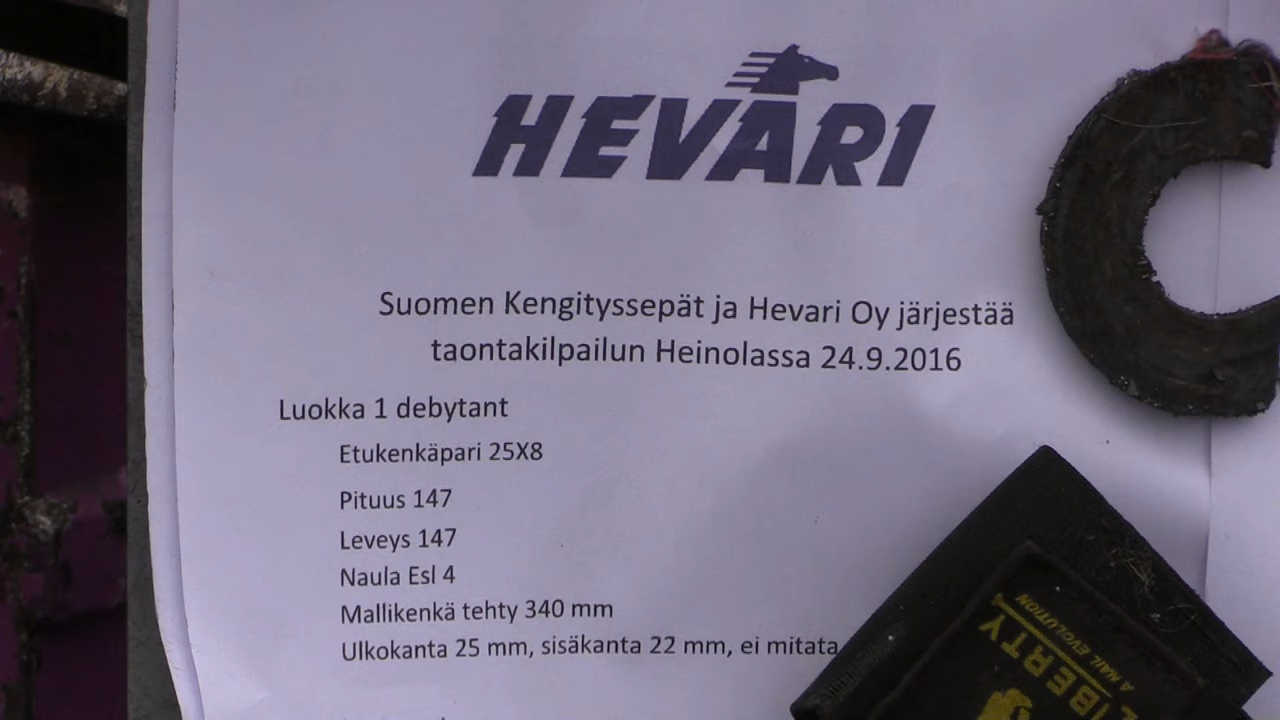 HEVARI
Suomen Kengityssepät ja Hevari Oy järjestää
taontakilpailun Heinolassa 24.9.2016
Luokka 1 debytant
Etukenkäpari 25X8
Pituus 147
Leveys 147
Naula Esl 4
Mallikenkä tehty 340 mm
Ulkokanta 25 mm, sisäkanta 22 mm, ei mitata
LIBERTY
A NAIL EVOLUTION